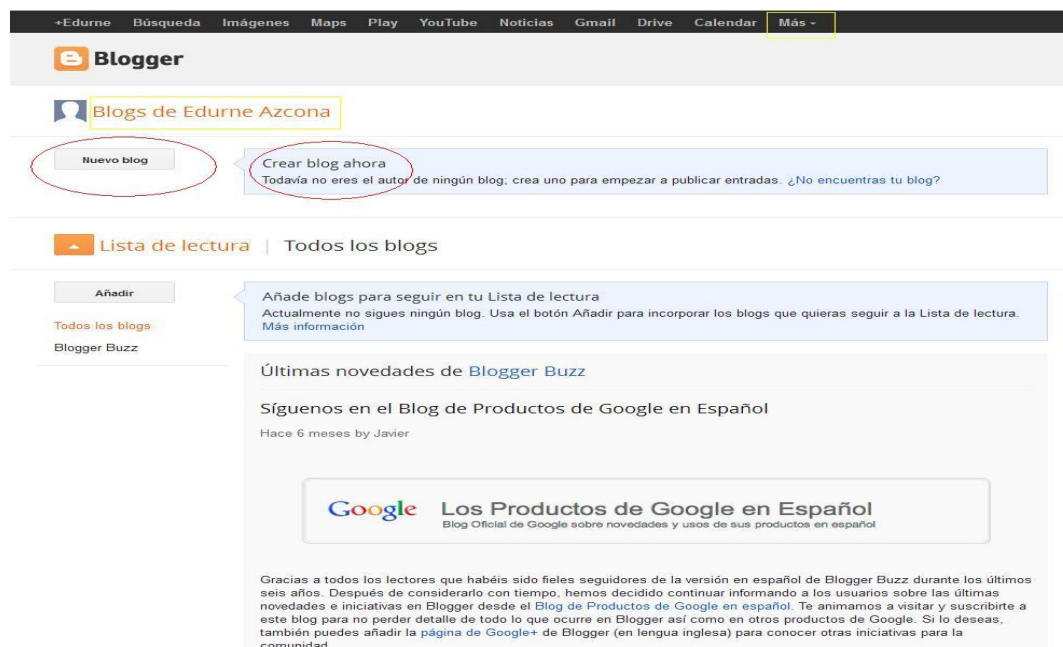 +Edurne Búsqueda Imágenes Maps Play YouTube Noticias Gmail Drive Calendar Más
Blogger
Blogs de Edurne Azcona
Nuevo blog
Crear blog ahora
Todavía no eres el autor de ningún blog; crea uno para empezar a publicar entradas. ¿No encuentras tu blog?
Lista de lectura | Todos los blogs
Añadir
Añade blogs para seguir en tu Lista de lectura
Actualmente no sigues ningún blog. Usa el botón Añadir para incorporar los blogs que quieras seguir a la Lista de lectura.
Más información
Todos los blogs
Blogger Buzz
Últimas novedades de Blogger Buzz
Síguenos en el Blog de Productos de Google en Español
Hace 6 meses by Javier
Google Los Productos de Google en Español
Blog Oficial de Google sobre novedades y usos de sus productos en español
Gracias a todos los lectores que habéis sido fieles seguidores de la versión en español de Blogger Buzz durante los últimos
seis años. Después de considerarlo con tiempo, hemos decidido continuar informando a los usuarios sobre las últimas
novedades e iniciativas en Blogger desde el Blog de Productos de Google en español. Te animamos a visitar y suscribirte a
este blog para no perder detalle de todo lo que ocurre en Blogger así como en otros productos de Google. Si lo deseas,
también puedes añadir la página de Google+ de Blogger (en lengua inglesa) para conocer otras iniciativas para la
comunidad